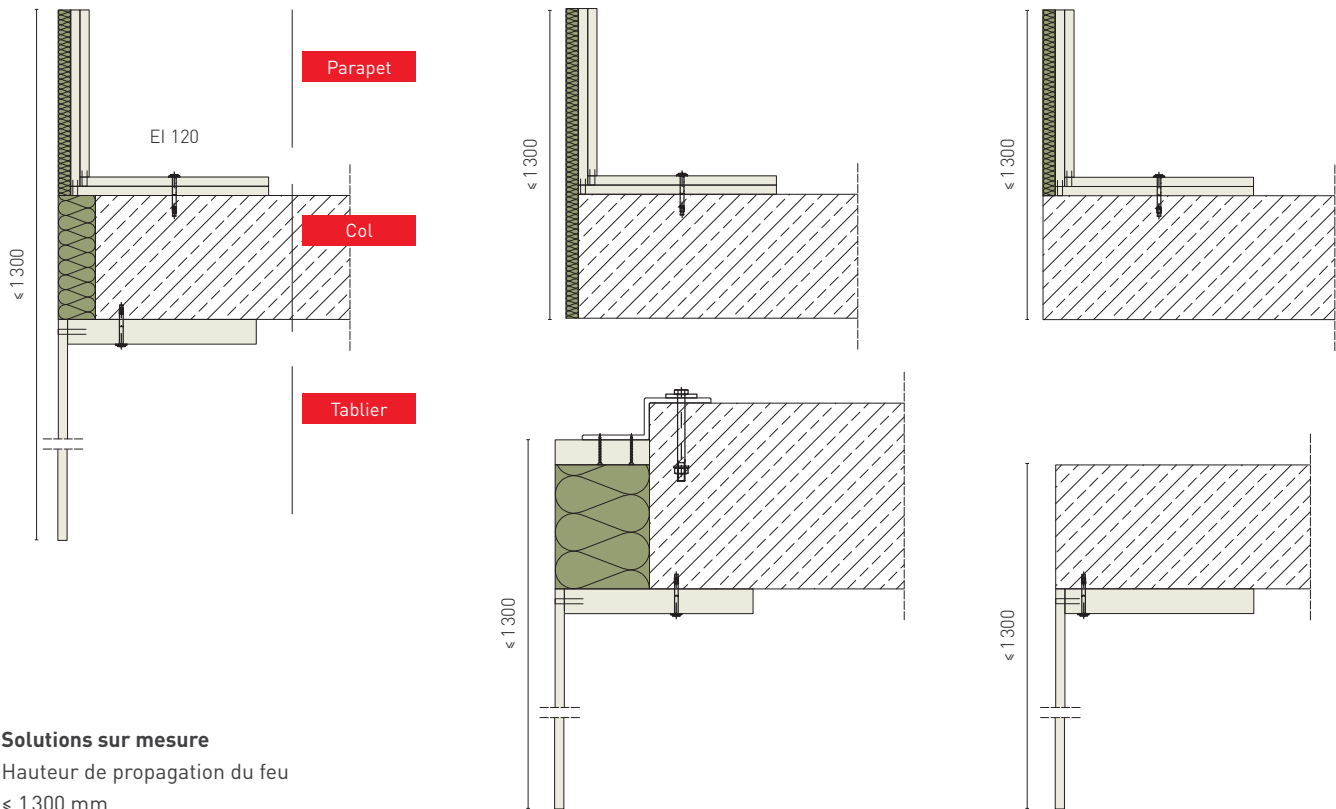 Parapet
EI 120
Col
Tablier
⩽ 1300
⩽ 1300
⩽ 1300
⩽ 1300
⩽ 1300
Solutions sur mesure
Hauteur de propagation du feu
⩽ 1300 mm